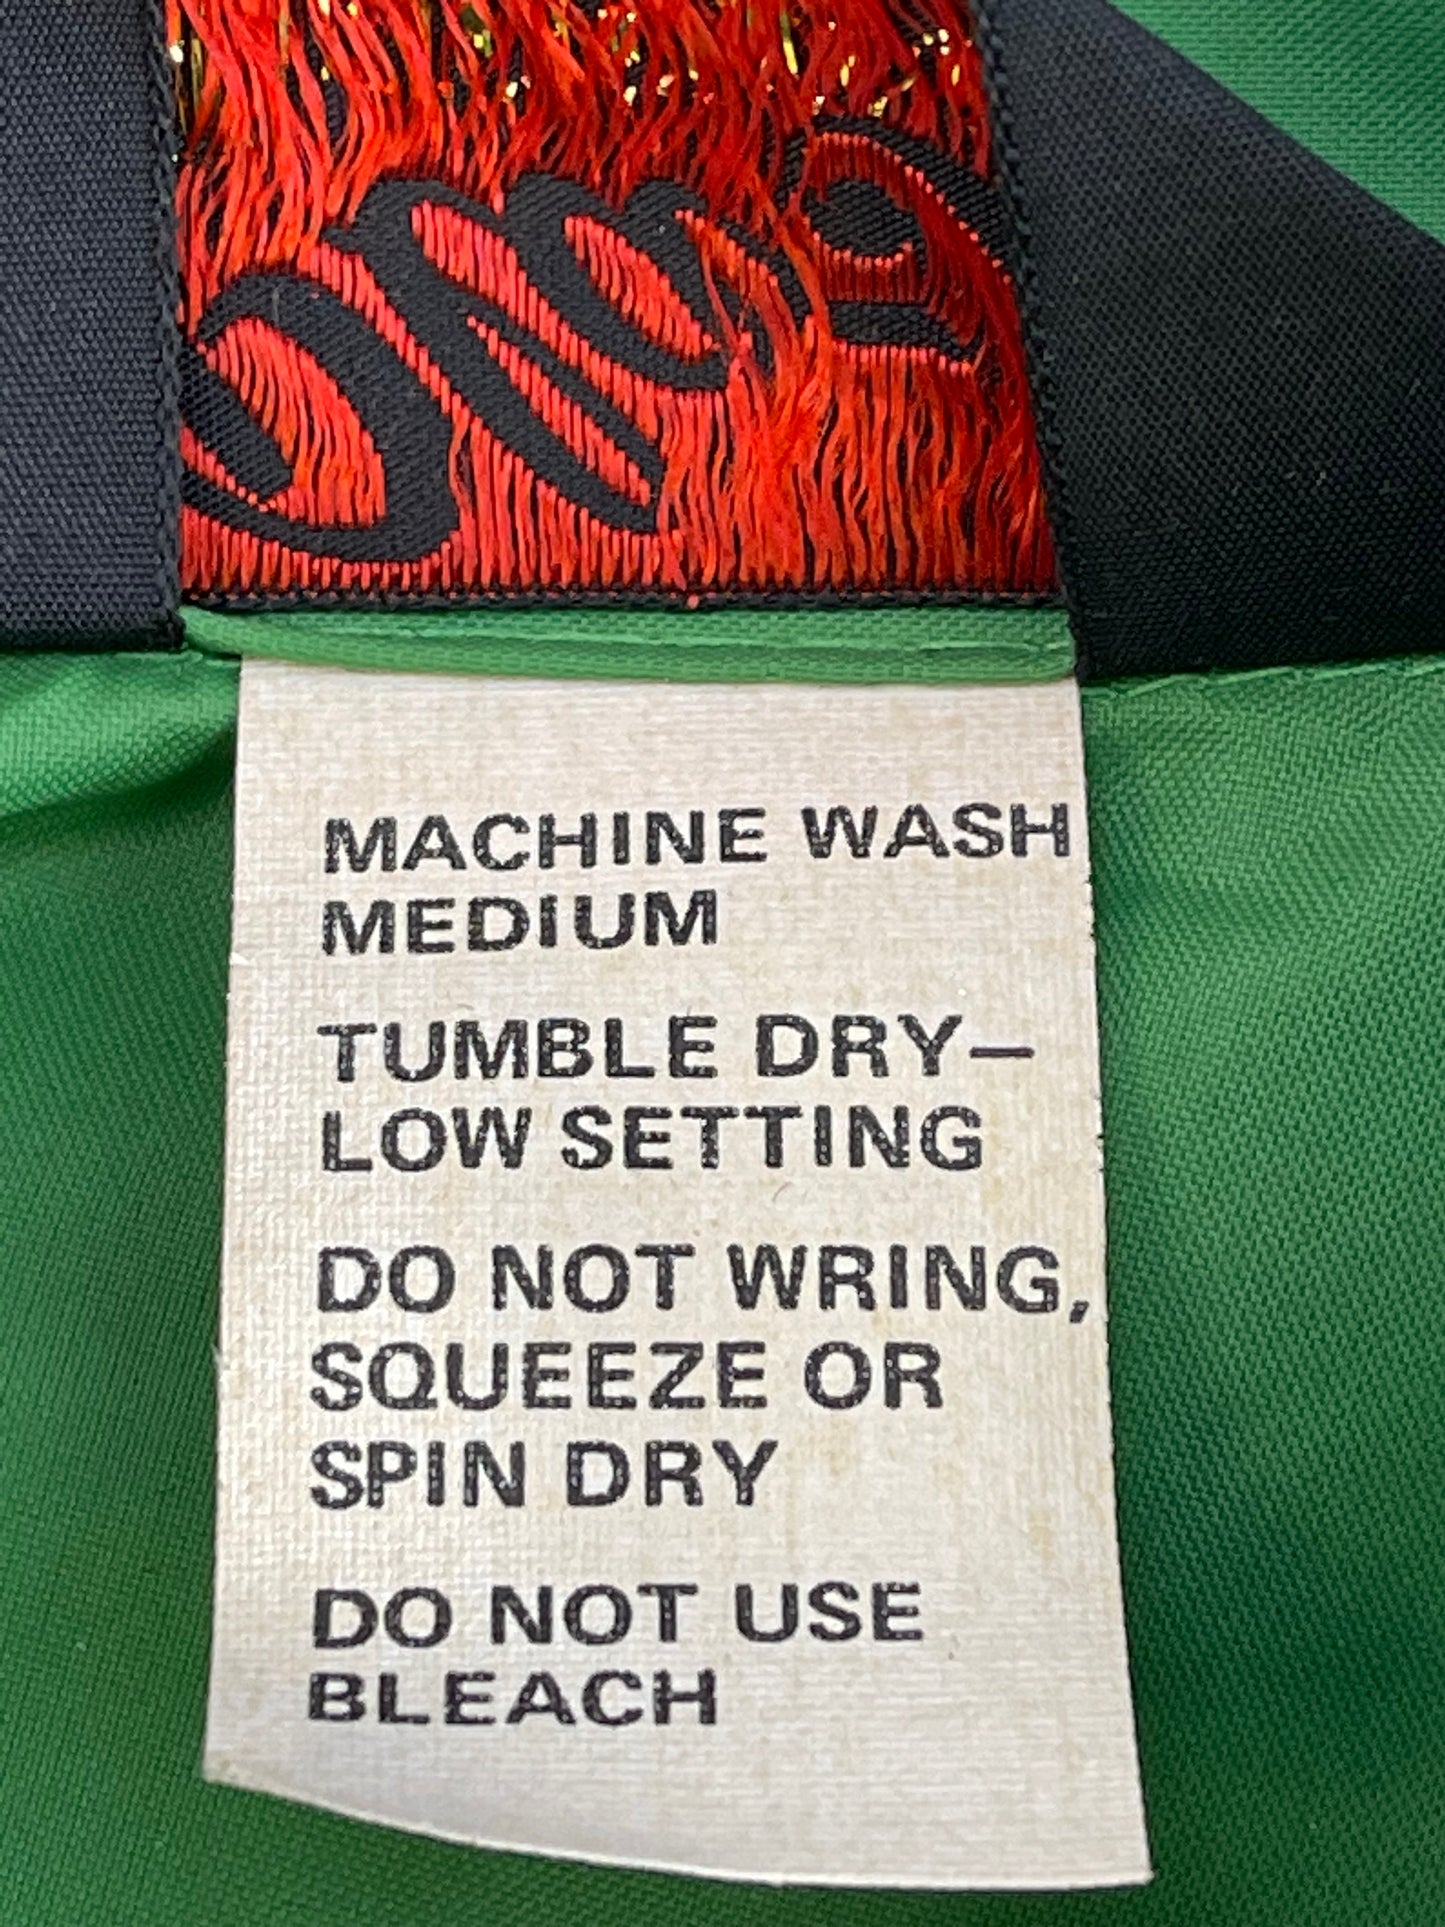 MACHINE WASH
MEDIUM
TUMBLE DRY–
LOW SETTING
DO NOT WRING,
SQUEEZE OR
SPIN DRY
DO NOT USE
BLEACH